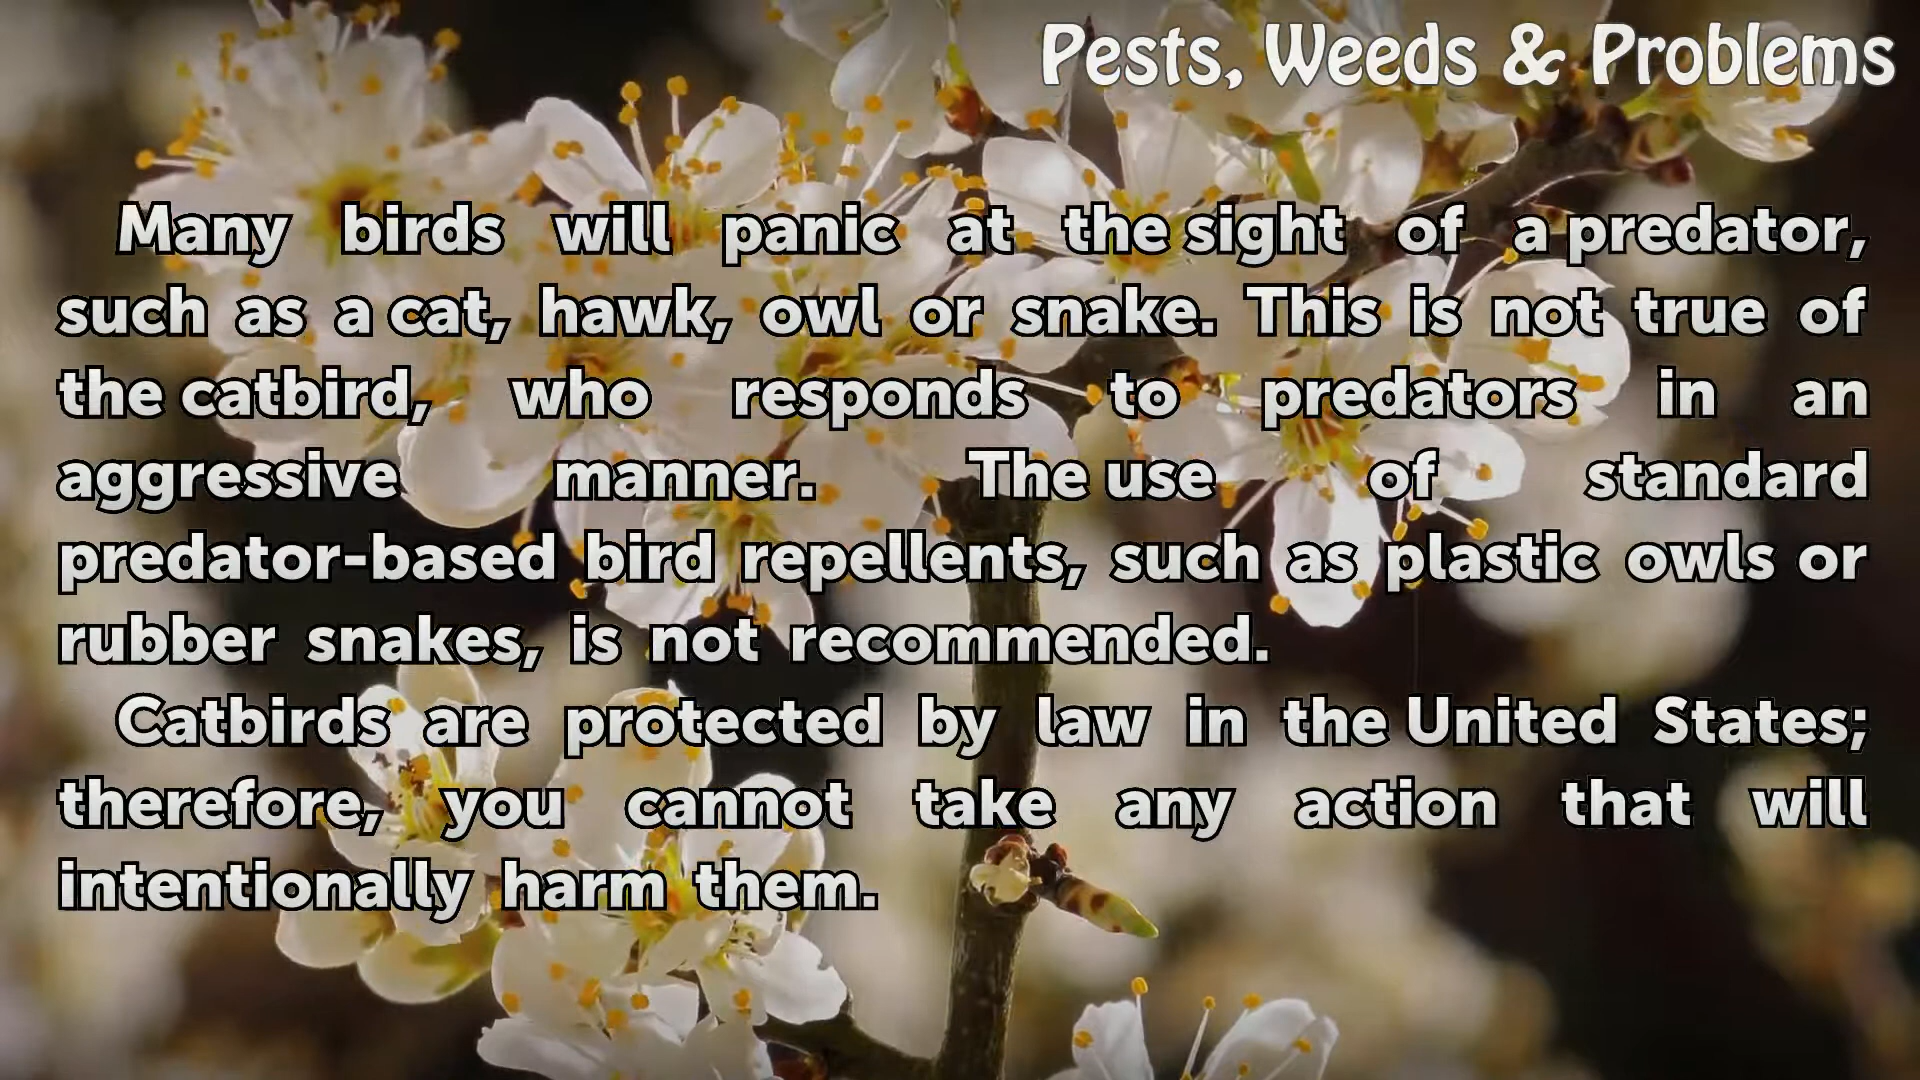 Pests, Weeds & Problems
Many birds will panic at the sight of a predator,
such as a cat, hawk, owl or snake. This is not true of
the catbird, who responds to predators in an
aggressive manner. The use of standard
predator-based bird repellents, such as plastic owls or
rubber snakes, is not recommended.
Catbirds are protected by law in the United States;
therefore, you cannot take any action that will
intentionally harm them.